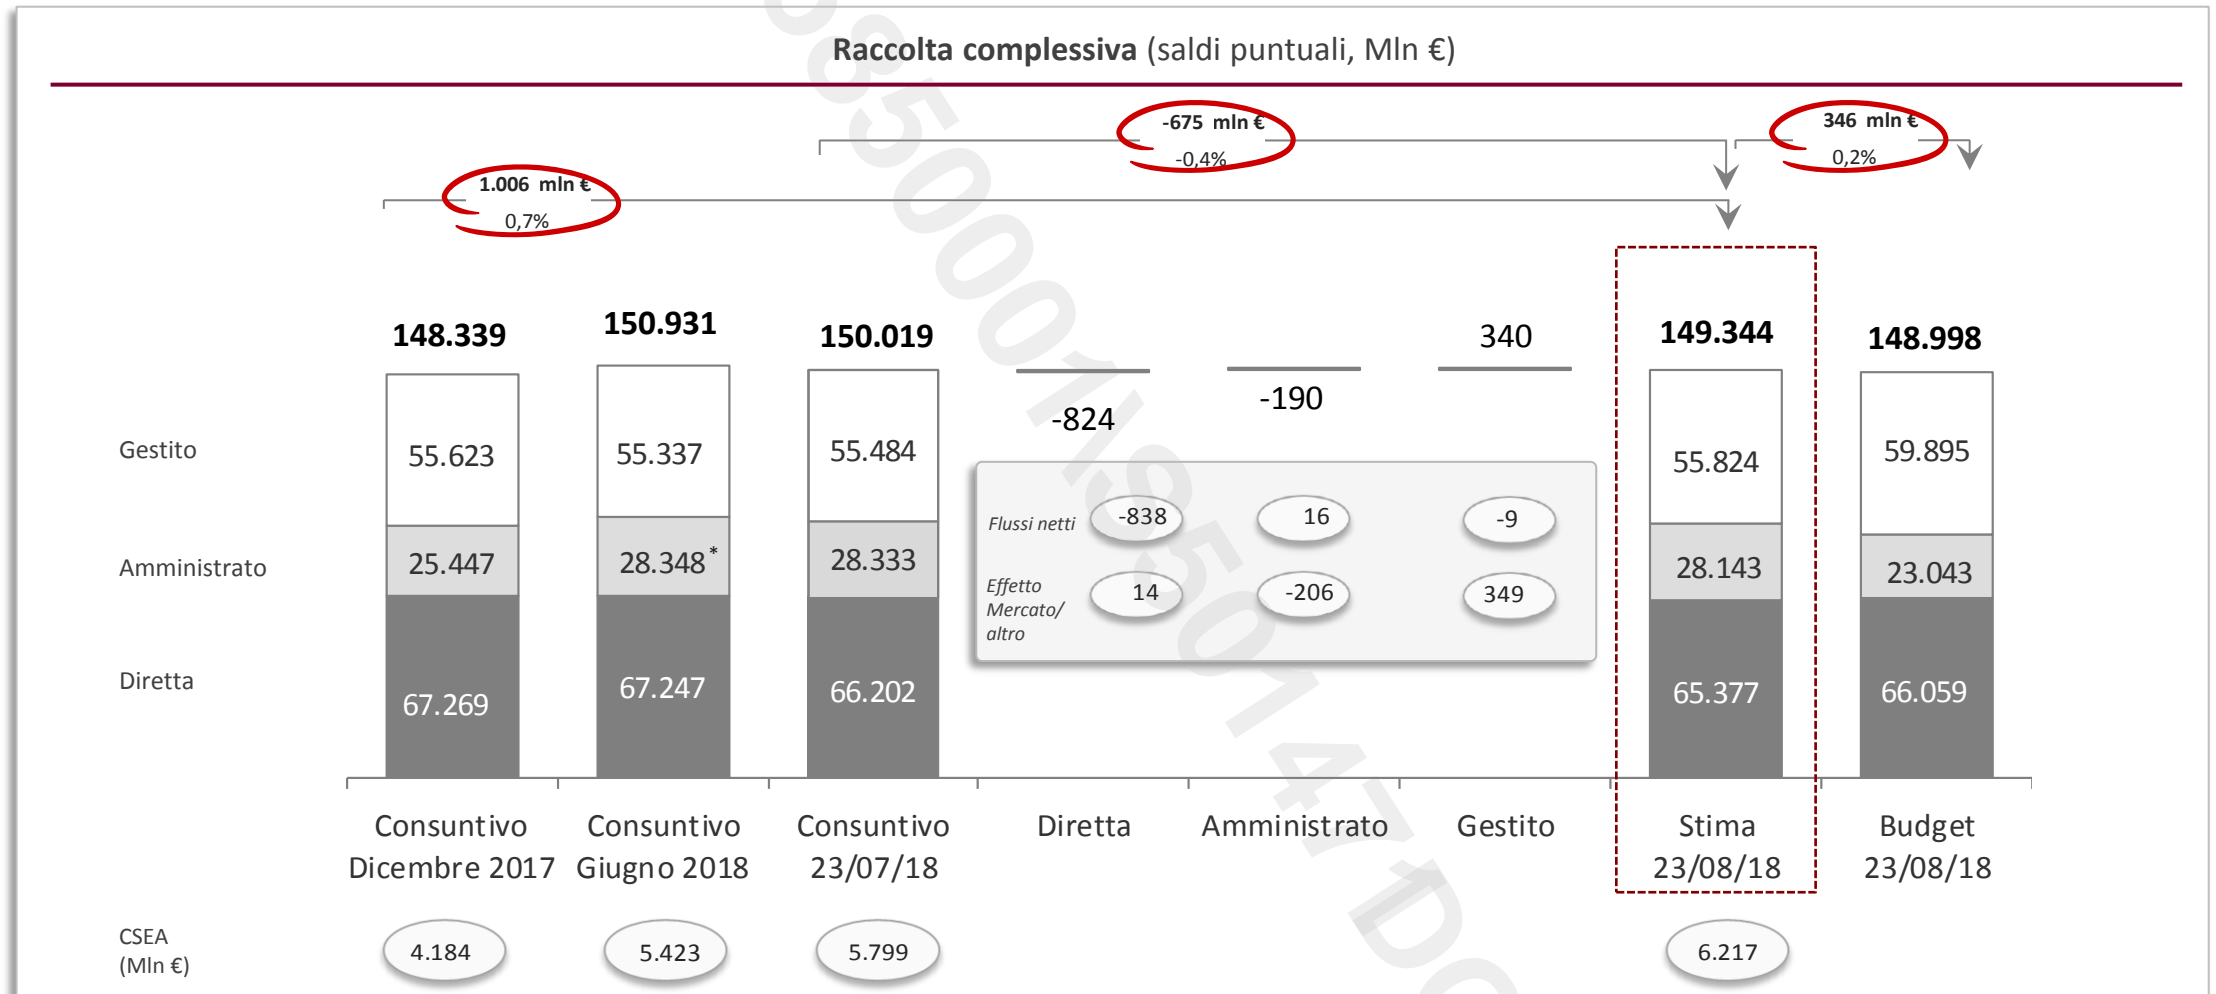 Raccolta complessiva (saldi puntuali, Mln €)
-675 mln €
-0,4%
346 mln €
0,2%
1.006 mln €
0,7%
148.339
150.931
150.019
340
149.344
148.998
-824
-190
Gestito
55.623
55.337
55.484
55.824
59.895
Flussi netti
-838
16
-9
Amministrato
25.447
28.348*
28.333
28.143
23.043
Effetto
Mercato/
altro
14
-206
349
Diretta
67.269
67.247
66.202
65.377
66.059
Consuntivo
Dicembre 2017
Consuntivo
Giugno 2018
Consuntivo
23/07/18
Diretta
Amministrato
Gestito
Stima
23/08/18
Budget
23/08/18
CSEA
(Mln €)
4.184
5.423
5.799
6.217